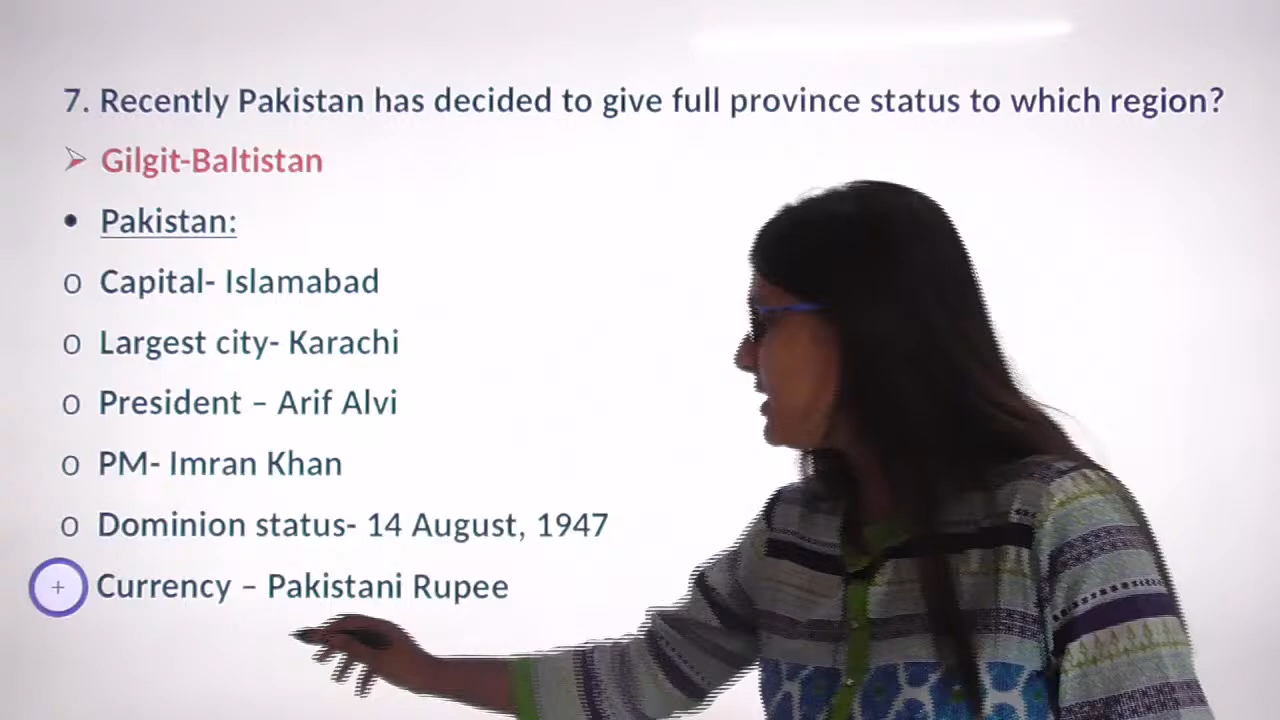 7. Recently Pakistan has decided to give full province status to which region?
➢ Gilgit-Baltistan
• Pakistan:
o Capital- Islamabad
o Largest city- Karachi
o President – Arif Alvi
o PM- Imran Khan
o Dominion status- 14 August, 1947
Currency – Pakistani Rupee